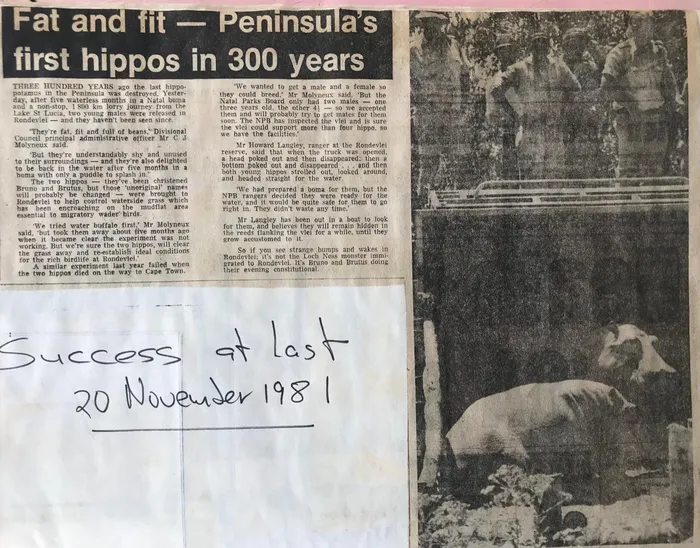 Fat and fit — Peninsula's
first hippos in 300 years
THREE HUNDRED YEARS ago the last hippo-
potamus in the Peninsula was destroyed. Yester-
day, after five waterless months in a Natal boma
and a non-stop, 1 850 km lorry journey from the
Lake St Lucia, two young males were released in
Rondevlei — and they haven't been seen since.
'They're fat, fit and full of beans,' Divisional
Council principal administrative officer Mr C J
Molyneux said.
'But they're understandably shy and unused
to their surroundings — and they're also delighted
to be back in the water after five months in a
boma with only a puddle to splash in.'
The two hippos — they've been christened
Bruno and Brutus, but those 'unoriginal' names
will probably be changed — were brought to
Rondevlei to help control waterside grass which
has been encroaching on the mudflat area
essential to migratory wader birds.
'We tried water buffalo first,' Mr Molyneux
said, 'but took them away about five months ago
when it became clear the experiment was not
working. But we're sure the two hippos, will clear
the grass away and re-establish ideal conditions
for the rich birdlife at Rondevlei.'
A similar experiment last year failed when
the two hippos died on the way to Cape Town.
'We wanted to get a male and a female so
they could breed,' Mr Molyneux said. 'But the
Natal Parks Board only had two males — one
three years old, the other 4½ — so we accepted
them and will probably try to get mates for them
soon. The NPB has inspected the vlei and is sure
the vlei could support more than four hippo, so
we have the facilities.'
Mr Howard Langley, ranger at the Rondevlei
reserve, said that when the truck was opened,
a head poked out and then disappeared; then a
bottom poked out and disappeared . . . and then
both young hippos strolled out, looked around,
and headed straight for the water.
'We had prepared a boma for them, but the
NPB rangers decided they were ready for the
water, and it would be quite safe for them to go
right in. They didn't waste any time.'
Mr Langley has been out in a boat to look
for them, and believes they will remain hidden in
the reeds flanking the vlei for a while, until they
grow accustomed to it.
So if you see strange bumps and wakes in
Rondevlei, it's not the Loch Ness monster immi-
grated to Rondevlei. It's Bruno and Brutus doing
their evening constitutional.
Success at last
20 November 1981